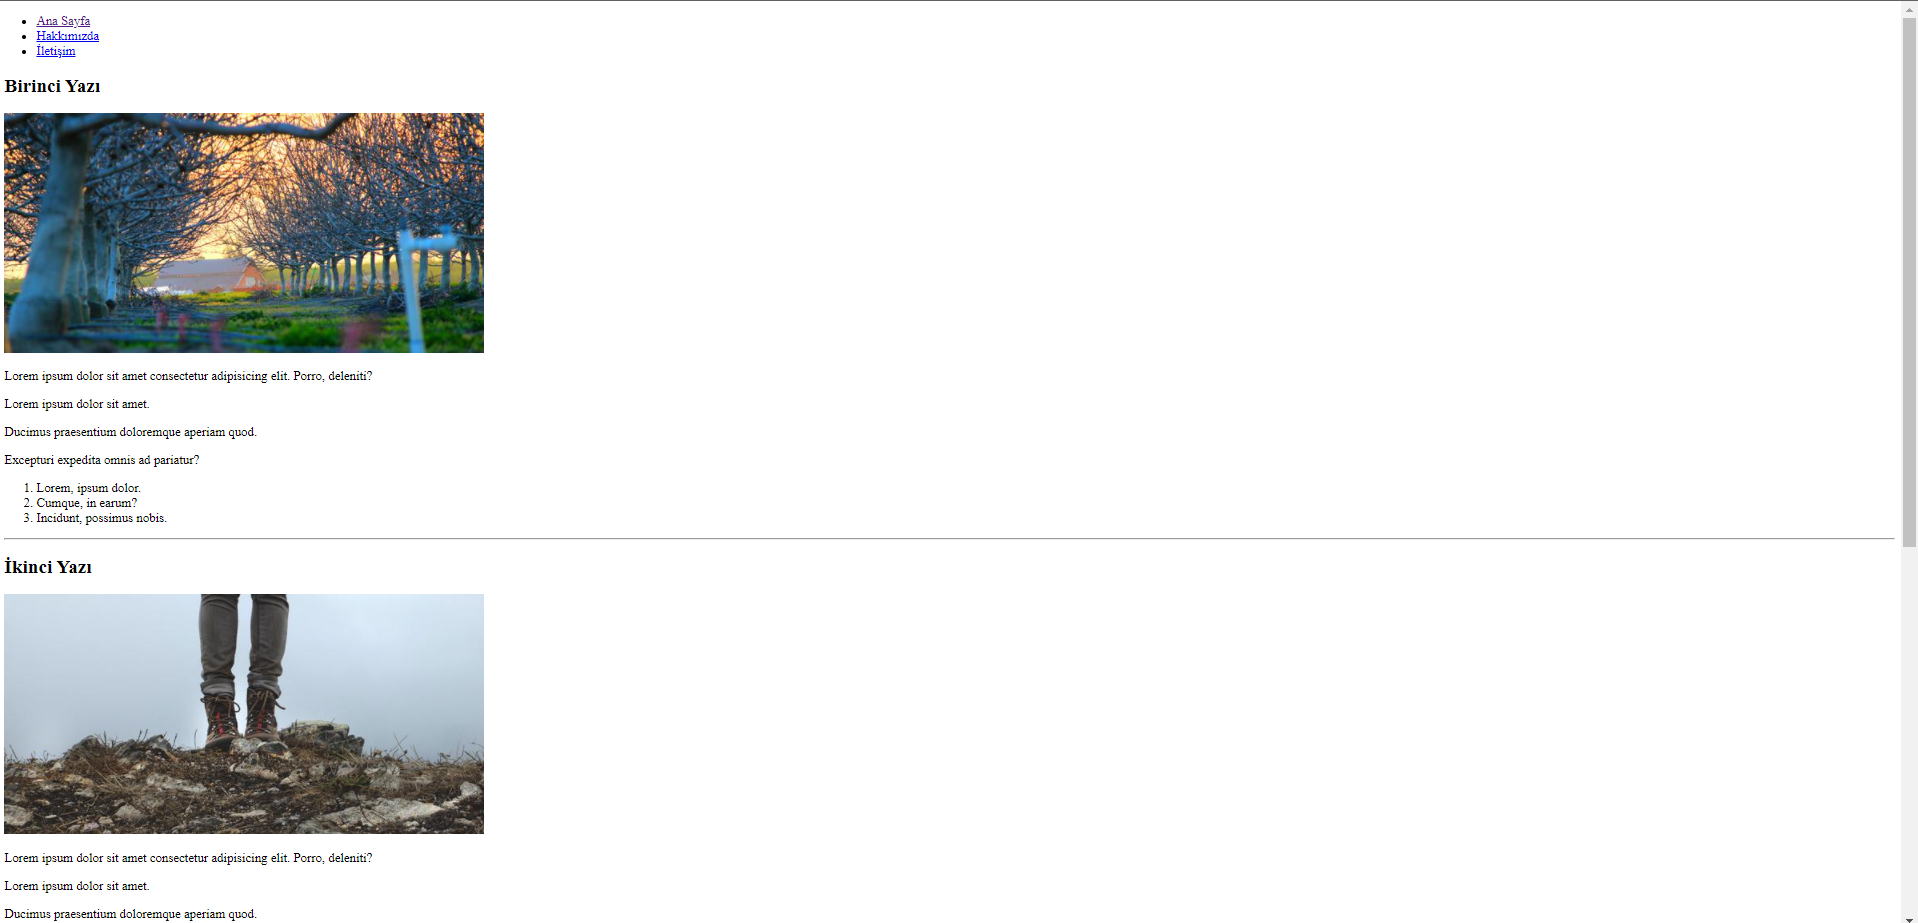 Ana Sayfa
Hakkımızda
İletişim
Birinci Yazı
Lorem ipsum dolor sit amet consectetur adipisicing elit. Porro, deleniti?
Lorem ipsum dolor sit amet.
Ducimus praesentium doloremque aperiam quod.
Excepturi expedita omnis ad pariatur?
1. Lorem, ipsum dolor.
2. Cumque, in earum?
3. Incidunt, possimus nobis.
İkinci Yazı
Lorem ipsum dolor sit amet consectetur adipisicing elit. Porro, deleniti?
Lorem ipsum dolor sit amet.
Ducimus praesentium doloremque aperiam quod.